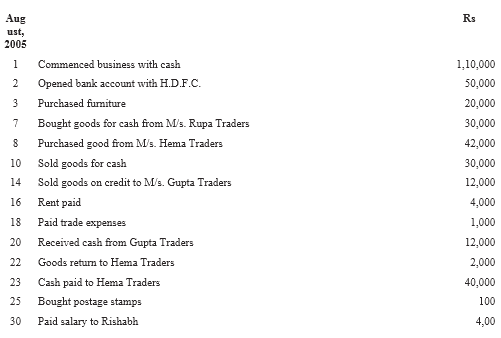 Aug Rs
ust,
2005
1 Commenced business with cash 1,10,000
2 Opened bank account with H.D.F.C. 50,000
3 Purchased furniture 20,000
7 Bought goods for cash from M/s. Rupa Traders 30,000
8 Purchased good from M/s. Hema Traders 42,000
10 Sold goods for cash 30,000
14 Sold goods on credit to M/s. Gupta Traders 12,000
16 Rent paid 4,000
18 Paid trade expenses 1,000
20 Received cash from Gupta Traders 12,000
22 Goods return to Hema Traders 2,000
23 Cash paid to Hema Traders 40,000
25 Bought postage stamps 100
30 Paid salary to Rishabh 4,00